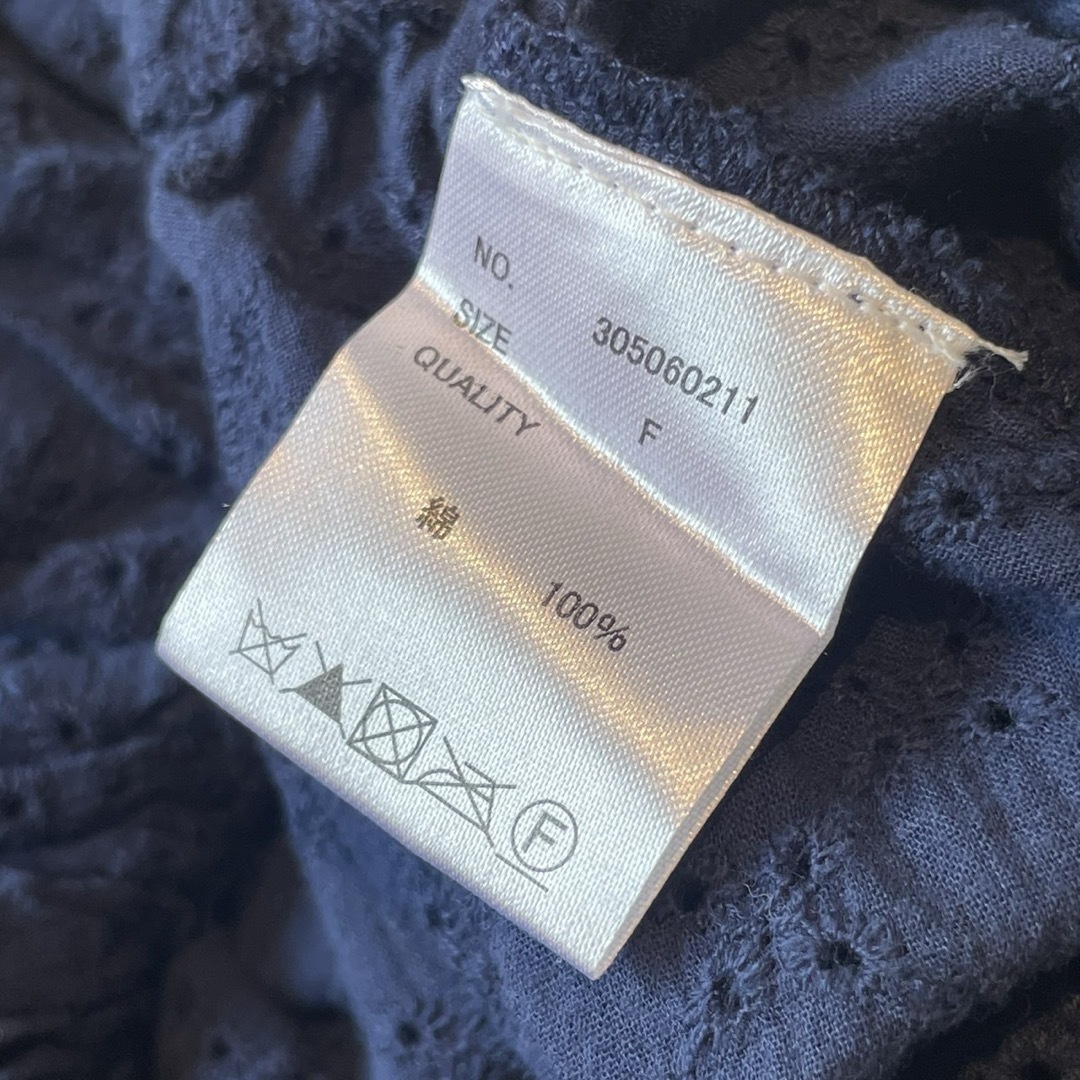 NO. 305060211
SIZE F
QUALITY
綿 100%
F